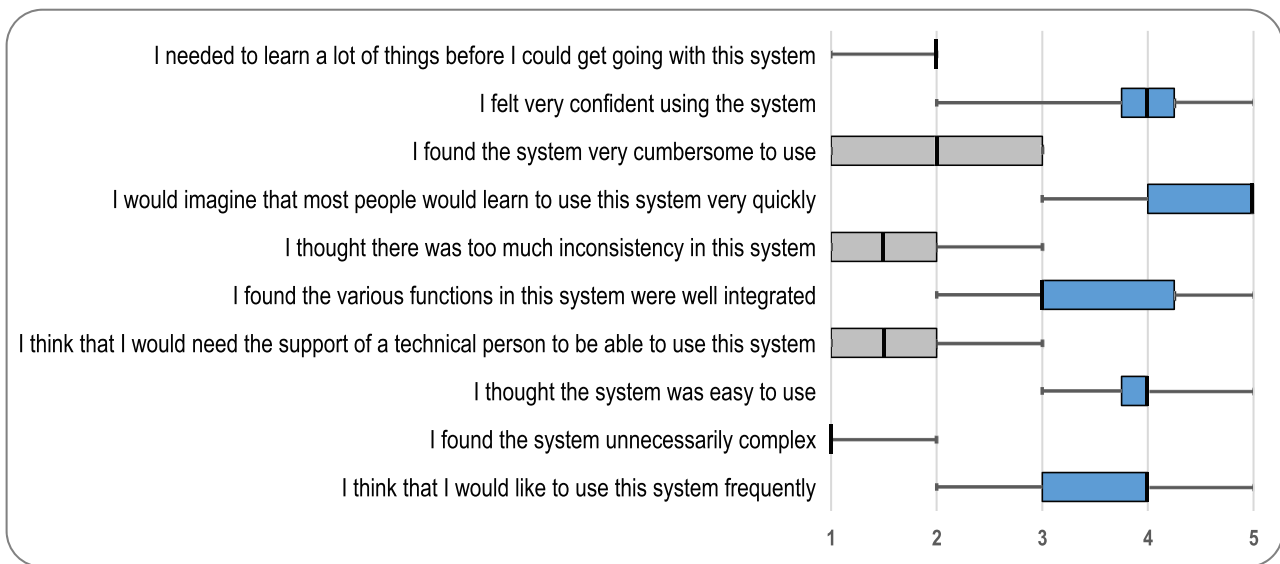 I needed to learn a lot of things before I could get going with this system
I felt very confident using the system
I found the system very cumbersome to use
I would imagine that most people would learn to use this system very quickly
I thought there was too much inconsistency in this system
I found the various functions in this system were well integrated
I think that I would need the support of a technical person to be able to use this system
I thought the system was easy to use
I found the system unnecessarily complex
I think that I would like to use this system frequently
1 2 3 4 5